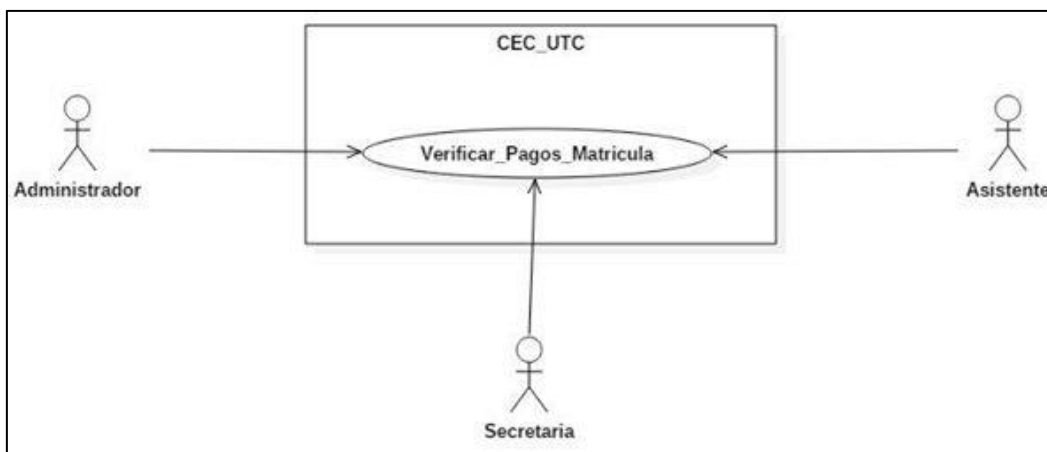 CEC_UTC
Verificar_Pagos_Matricula
Administrador
Asistente
Secretaria